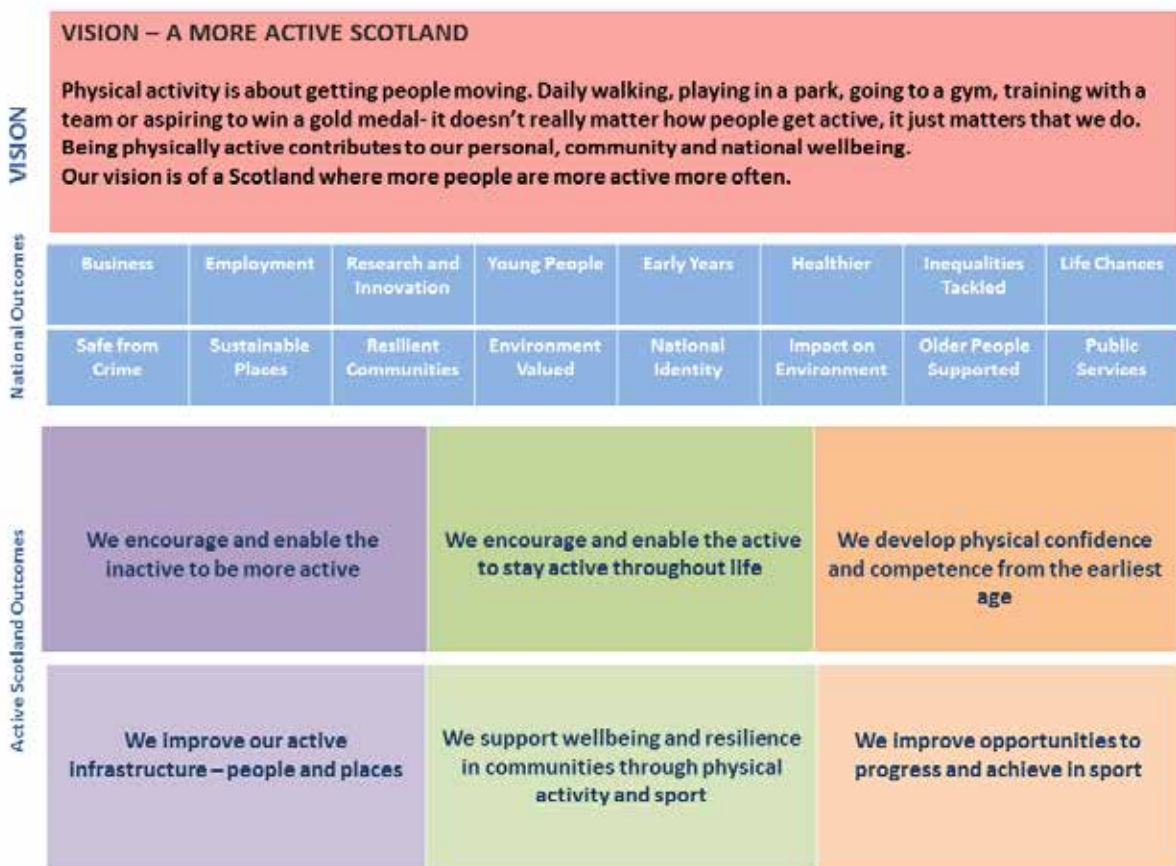 VISION
VISION – A MORE ACTIVE SCOTLAND
Physical activity is about getting people moving. Daily walking, playing in a park, going to a gym, training with a
team or aspiring to win a gold medal- it doesn't really matter how people get active, it just matters that we do.
Being physically active contributes to our personal, community and national wellbeing.
Our vision is of a Scotland where more people are more active more often.
National Outcomes
Business
Employment
Research and
Innovation
Young People
Early Years
Healthier
Inequalities
Tackled
Life Chances
Safe from
Crime
Sustainable
Places
Resilient
Communities
Environment
Valued
National
Identity
Impact on
Environment
Older People
Supported
Public
Services
Active Scotland Outcomes
We encourage and enable the
inactive to be more active
We encourage and enable the active
to stay active throughout life
We develop physical confidence
and competence from the earliest
age
We improve our active
infrastructure – people and places
We support wellbeing and resilience
in communities through physical
activity and sport
We improve opportunities to
progress and achieve in sport